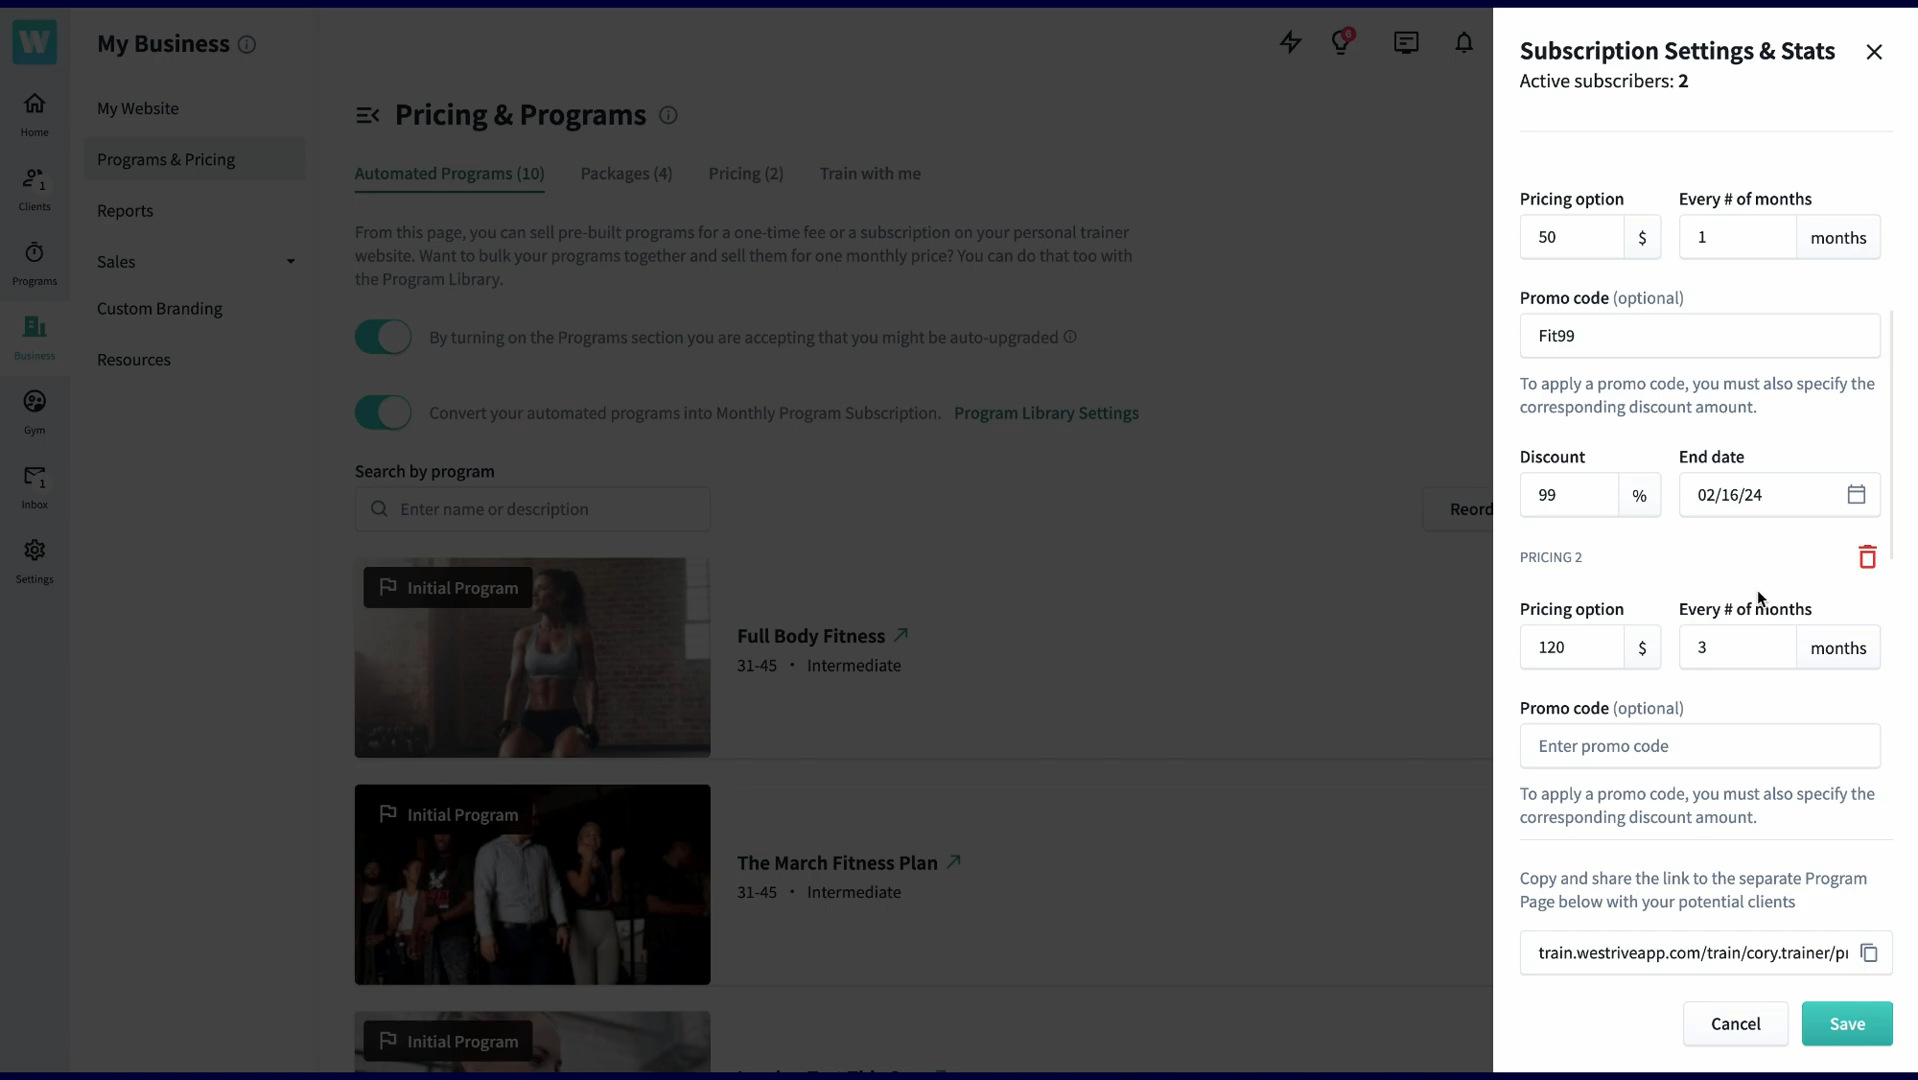 W
My Business
Home
1
Clients
Programs
Business
Gym
1
Inbox
Settings
My Website
Programs & Pricing
Reports
Sales
Custom Branding
Resources
6
Pricing & Programs
Automated Programs (10)
Packages (4)
Pricing (2)
Train with me
From this page, you can sell pre-built programs for a one-time fee or a subscription on your personal trainer
website. Want to bulk your programs together and sell them for one monthly price? You can do that too with
the Program Library.
By turning on the Programs section you are accepting that you might be auto-upgraded
Convert your automated programs into Monthly Program Subscription. Program Library Settings
Search by program
Enter name or description
Reord
Initial Program
Full Body Fitness
31-45 • Intermediate
Initial Program
The March Fitness Plan
31-45 • Intermediate
Initial Program
Subscription Settings & Stats
Active subscribers: 2
Pricing option
Every # of months
50 $
1 months
Promo code (optional)
Fit99
To apply a promo code, you must also specify the
corresponding discount amount.
Discount
End date
99 %
02/16/24
PRICING 2
Pricing option
Every # of months
120 $
3 months
Promo code (optional)
Enter promo code
To apply a promo code, you must also specify the
corresponding discount amount.
Copy and share the link to the separate Program
Page below with your potential clients
train.westriveapp.com/train/cory.trainer/pr
Cancel
Save